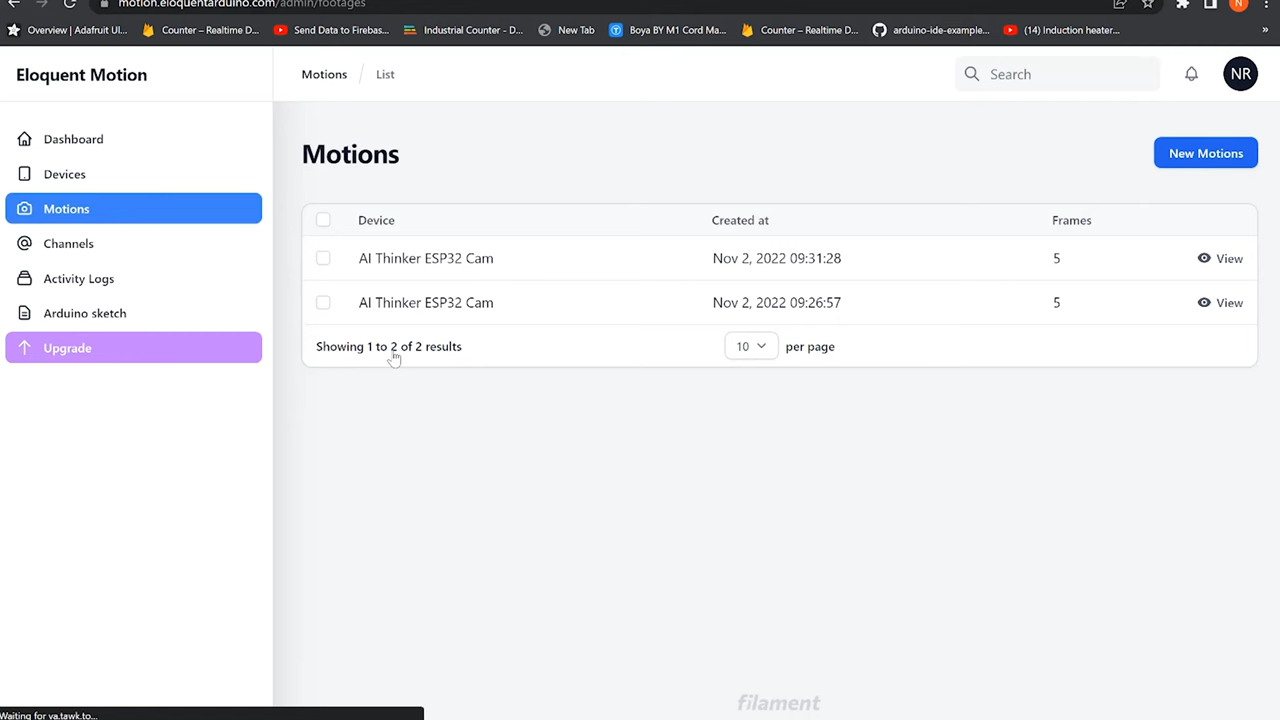 motion.eloquentarduino.com/admin/footages
N
Overview | Adafruit UI...
Counter – Realtime D...
Send Data to Firebas...
Industrial Counter - D...
New Tab
Boya BY M1 Cord Ma...
Counter – Realtime D...
arduino-ide-example...
(14) Induction heater...
»
Eloquent Motion
Motions / List
Search
NR
Dashboard
Devices
Motions
Channels
Activity Logs
Arduino sketch
Upgrade
Motions
New Motions
Device Created at Frames
AI Thinker ESP32 Cam Nov 2, 2022 09:31:28 5 View
AI Thinker ESP32 Cam Nov 2, 2022 09:26:57 5 View
Showing 1 to 2 of 2 results 10 per page
filament
Waiting for va.tawk.to...